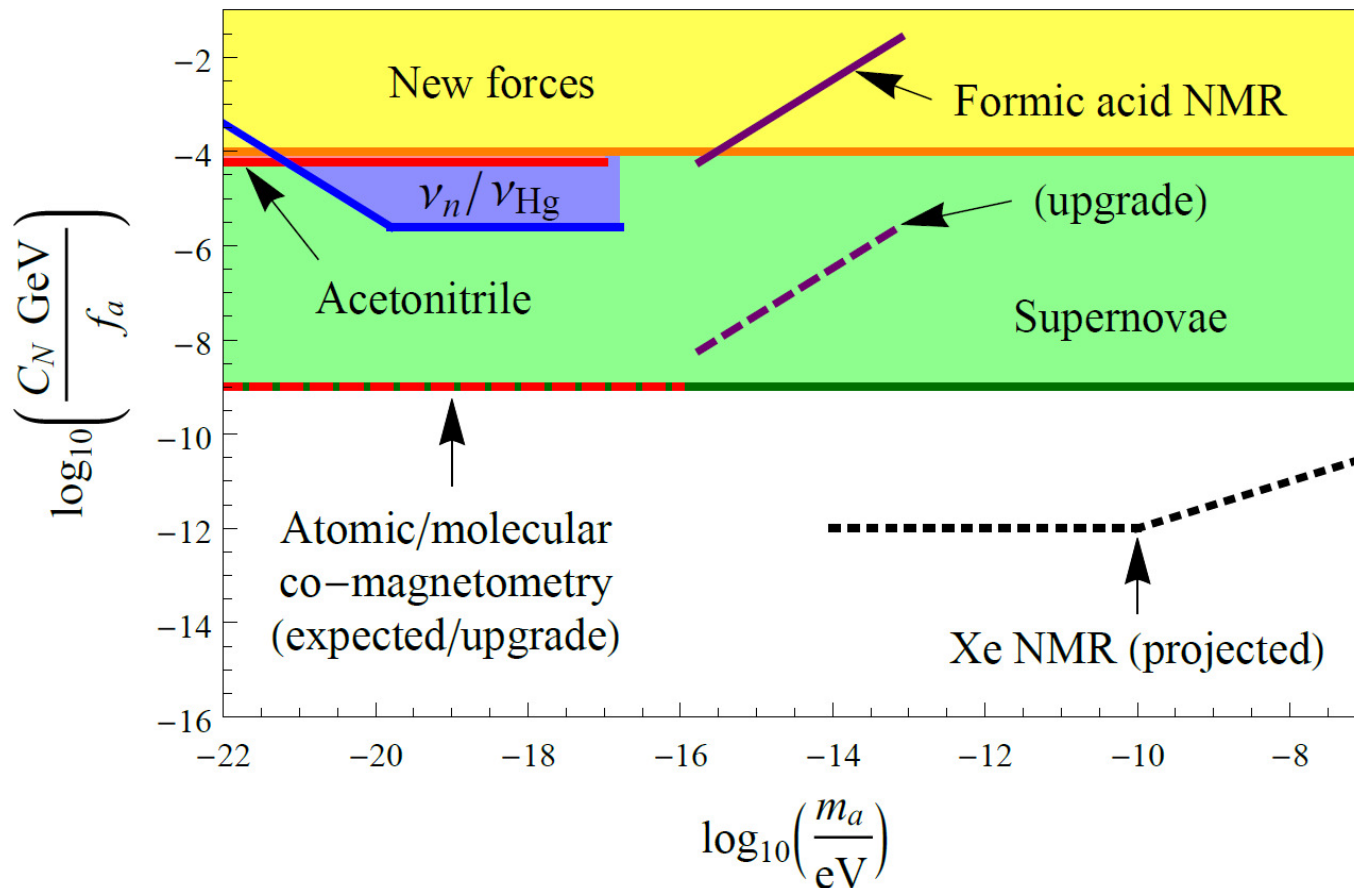 −2
−4
−6
−8
−10
−12
−14
−16
log₁₀(C_N GeV / f_a)
New forces
Formic acid NMR
ν_n/ν_Hg
(upgrade)
Acetonitrile
Supernovae
Atomic/molecular
co−magnetometry
(expected/upgrade)
Xe NMR (projected)
−22 −20 −18 −16 −14 −12 −10 −8
log₁₀(m_a / eV)